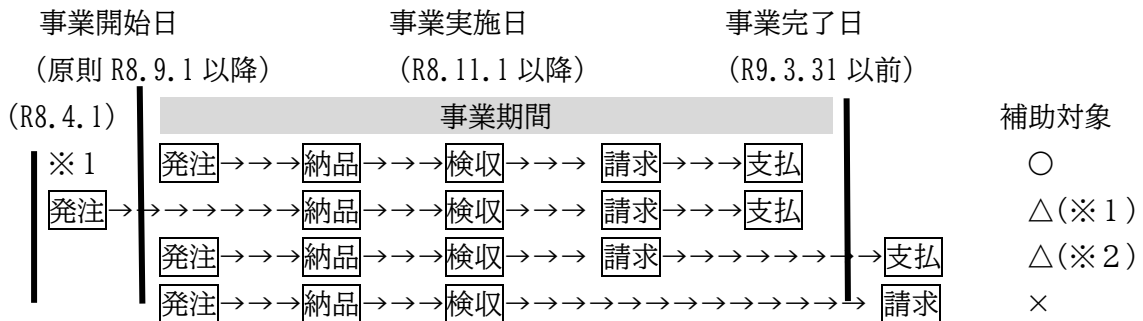 事業開始日 事業実施日 事業完了日
(原則 R8.9.1 以降) (R8.11.1 以降) (R9.3.31 以前)
(R8.4.1) 事業期間 補助対象
※1 発注→→→納品→→→検収→→→ 請求→→→支払 ○
発注→→→→→→→納品→→→検収→→→ 請求→→→支払 △(※1)
発注→→→納品→→→検収→→→ 請求→→→→→→→→支払 △(※2)
発注→→→納品→→→検収→→→→→→→→→→→→→ 請求 ×